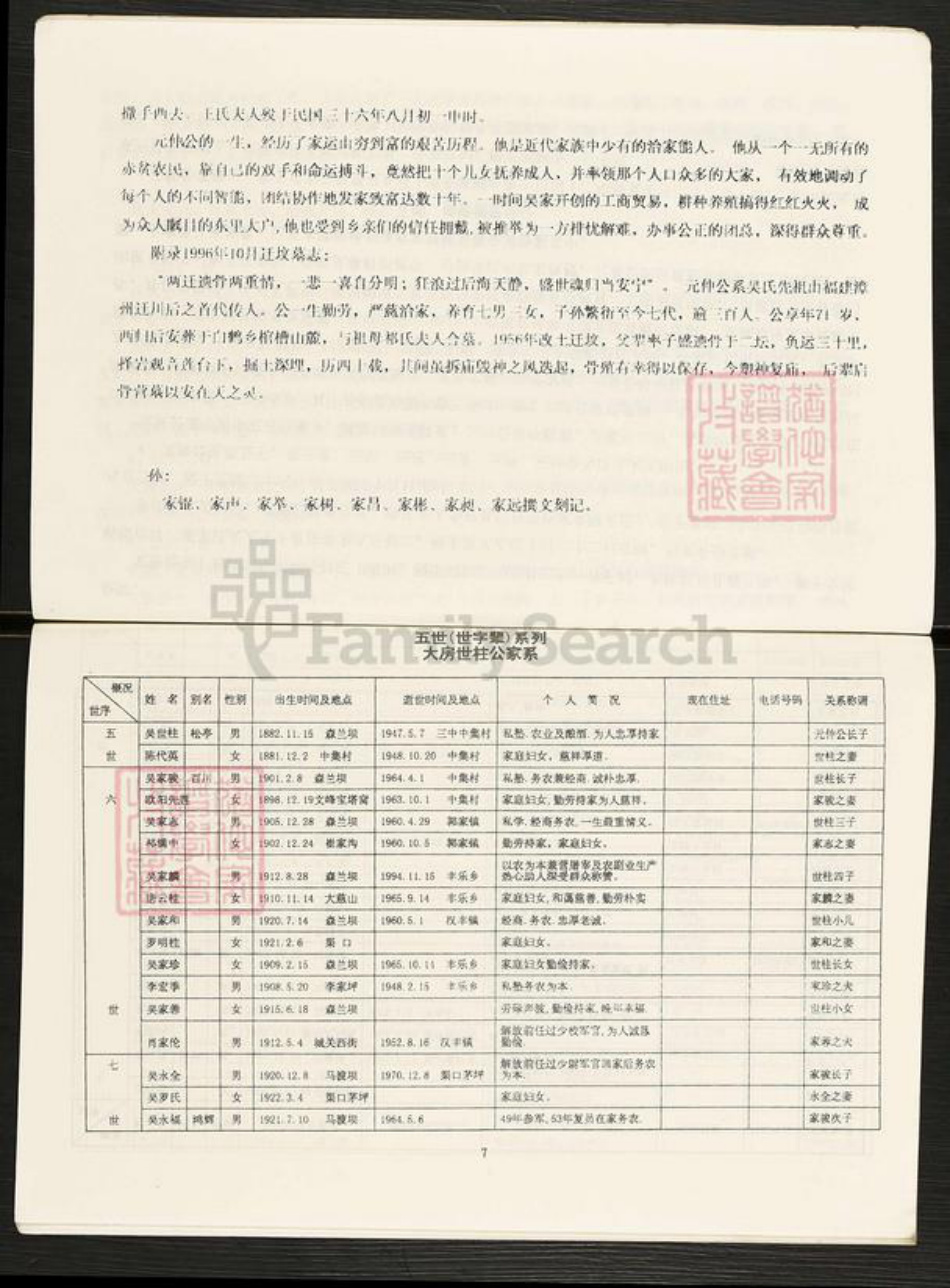 撒手西去。王氏夫人殁于民国三十六年八月初一申时。
元仲公的一生，经历了家运由穷到富的艰苦历程。他是近代家族中少有的治家能人。他从一个一无所有的
赤贫农民，靠自己的双手和命运搏斗，竟然把十个儿女抚养成人，并率领那个人口众多的大家，有效地调动了
每个人的不同智能，团结协作地发家致富达数十年。一时间吴家开创的工商贸易，耕种养殖搞得红红火火，成
为众人瞩目的东里大户，他也受到乡亲们的信任拥戴，被推举为一方排忧解难，办事公正的团总，深得群众尊重。
附录1996年10月迁坟墓志：
“两迁遗骨两重情，一悲一喜自分明；狂浪过后海天静，盛世魂归当安宁”。元仲公系吴氏先祖由福建漳
州迁川后之首代传人。公一生勤劳，严戴治家，养育七男三女，子孙繁衍至今七代，逾三百人。公享年71岁，
西归后安葬于白鹤乡棺槽山麓，与祖母祁氏夫人合墓。1956年改土迁坟，父辈率子盛遗骨于二坛，负运三十里，
择岩观音莲台下，掘土深埋，历四十载，其间虽拆庙毁神之风迭起，骨殖有幸得以保存，今塑神复庙，后辈启
骨营墓以安在天之灵。
孙：
家锟、家声、家举、家树、家昌、家彬、家昶、家远撰文刻记。
FamilySearch
五世(世字辈)系列
大房世柱公家系
概况 世序 姓名 别名 性别 出生时间及地点 逝世时间及地点 个人简况 现在住址 电话号码 关系称谓
五 吴世柱 松亭 男 1882.11.15 森兰坝 1947.5.7 三中中集村 私塾.农业及酿酒.为人忠厚持家 元仲公长子
世 陈代英 女 1881.12.2 中集村 1948.10.20 中集村 家庭妇女，慈祥厚道. 世柱之妻
吴家骏 百川 男 1901.2.8 森兰坝 1964.4.1 中集村 私塾.务农兼经商.诚朴忠厚. 世柱长子
六 欧阳先莲 女 1898.12.19文峰宝塔窝 1963.10.1 中集村 家庭妇女,勤劳持家为人慈祥. 家骏之妻
吴家志 男 1905.12.28 森兰坝 1960.4.29 郭家镇 私学.经商务农.一生最重情义. 世柱三子
女 1902.12.24 崔家沟 1960.10.5 郭家镇 勤劳持家，家庭妇女. 家志之妻
吴家麟 男 1912.8.28 森兰坝 1994.11.15 丰乐乡 以农为本兼营屠宰及农副业生产 热心助人深受群众称赞。 世柱四子
唐云桂 女 1910.11.14 大慈山 1965.9.14 丰乐乡 家庭妇女,和蔼慈善,勤劳朴实 家麟之妻
吴家和 男 1920.7.14 森兰坝 1960.5.1 汉丰镇 经商.务农.忠厚老诚. 世柱小儿
罗明桂 女 1921.2.6 渠口 家庭妇女。 家和之妻
吴家珍 女 1909.2.15 森兰坝 1965.10.11 丰乐乡 家庭妇女勤俭持家。 世柱长女
李宏季 男 1908.5.20 李家坪 1948.2.15 丰乐乡 私塾务农为本. 家珍之夫
世 吴家蓉 女 1915.6.18 森兰坝 劳碌奔波,勤俭持家,晚年幸福 世柱小女
肖家伦 男 1912.5.4 城关西街 1952.8.16 汉丰镇 解放前任过少校军官,为人诚恳 勤俭. 家蓉之夫
七 吴永全 男 1920.12.8 马渡坝 1970.12.8 渠口茅坪 解放前任过少尉军官回家后务农 为本. 家骏长子
吴罗氏 女 1922.3.4 渠口茅坪 家庭妇女。 永全之妻
世 吴永福 鸿辉 男 1921.7.10 马渡坝 1964.5.6 49年参军,53年复员在家务农. 家骏次子
7